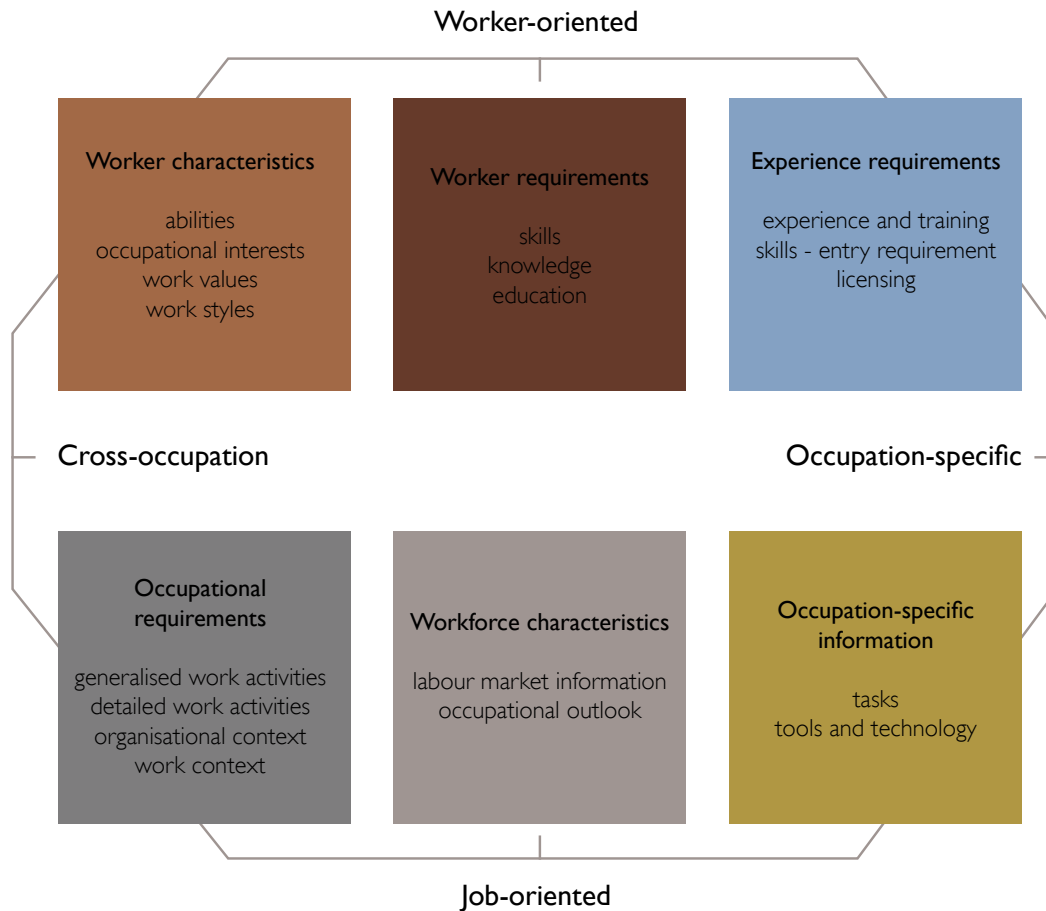 Worker-oriented
Worker characteristics
abilities
occupational interests
work values
work styles
Worker requirements
skills
knowledge
education
Experience requirements
experience and training
skills - entry requirement
licensing
Cross-occupation
Occupation-specific
Occupational
requirements
generalised work activities
detailed work activities
organisational context
work context
Workforce characteristics
labour market information
occupational outlook
Occupation-specific
information
tasks
tools and technology
Job-oriented